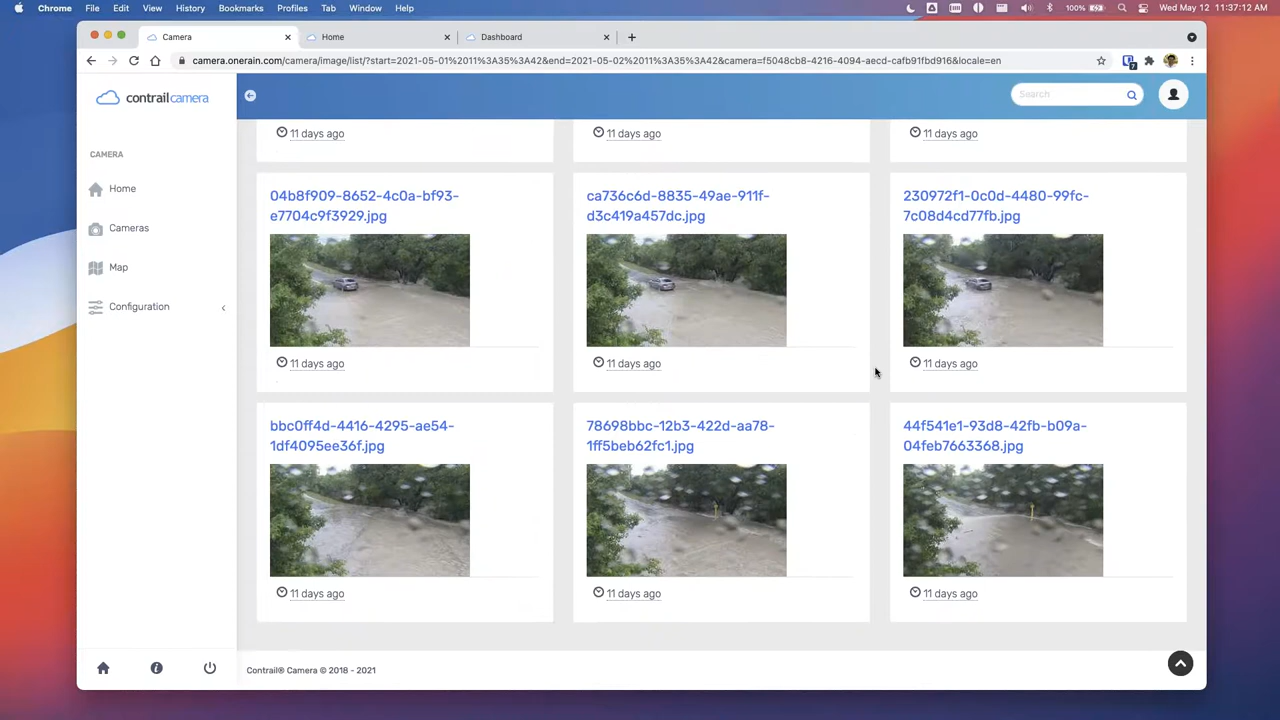 Chrome File Edit View History Bookmarks Profiles Tab Window Help 100% Wed May 12 11:37:12 AM
Camera Home Dashboard
camera.onerain.com/camera/image/list/?start=2021-05-01%2011%3A35%3A42&end=2021-05-02%2011%3A35%3A42&camera=f5048cb8-4216-4094-aecd-cafb91fbd916&locale=en
contrailcamera
Search
CAMERA
Home
Cameras
Map
Configuration
11 days ago 11 days ago 11 days ago
04b8f909-8652-4c0a-bf93-
e7704c9f3929.jpg
ca736c6d-8835-49ae-911f-
d3c419a457dc.jpg
230972f1-0c0d-4480-99fc-
7c08d4cd77fb.jpg
11 days ago 11 days ago 11 days ago
bbc0ff4d-4416-4295-ae54-
1df4095ee36f.jpg
78698bbc-12b3-422d-aa78-
1ff5beb62fc1.jpg
44f541e1-93d8-42fb-b09a-
04feb7663368.jpg
11 days ago 11 days ago 11 days ago
Contrail® Camera © 2018 - 2021